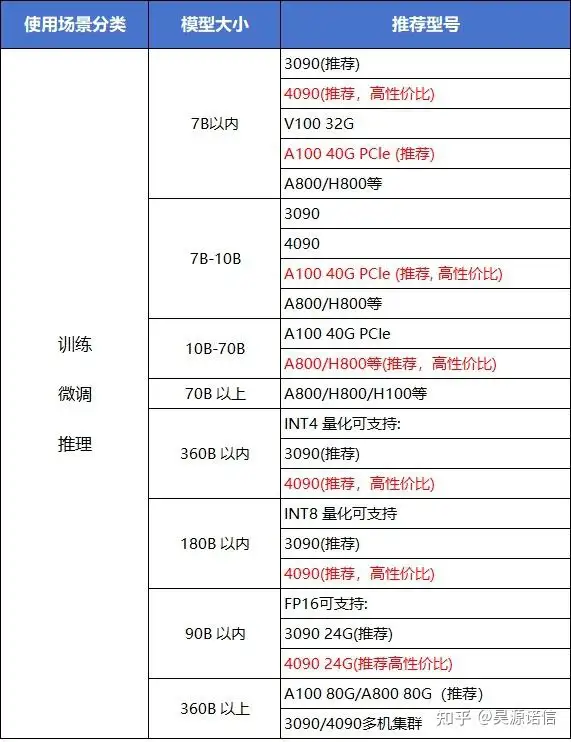 使用场景分类 模型大小 推荐型号
训练
微调
推理
7B以内
3090(推荐)
4090(推荐，高性价比)
V100 32G
A100 40G PCle (推荐)
A800/H800等
7B-10B
3090
4090
A100 40G PCle (推荐, 高性价比)
A800/H800等
10B-70B
A100 40G PCle
A800/H800等(推荐，高性价比)
70B 以上
A800/H800/H100等
360B 以内
INT4 量化可支持:
3090(推荐)
4090(推荐，高性价比)
180B 以内
INT8 量化可支持
3090(推荐)
4090(推荐，高性价比)
90B 以内
FP16可支持:
3090 24G(推荐)
4090 24G(推荐高性价比)
360B 以上
A100 80G/A800 80G（推荐）
3090/4090多机集群
知乎 @昊源诺信